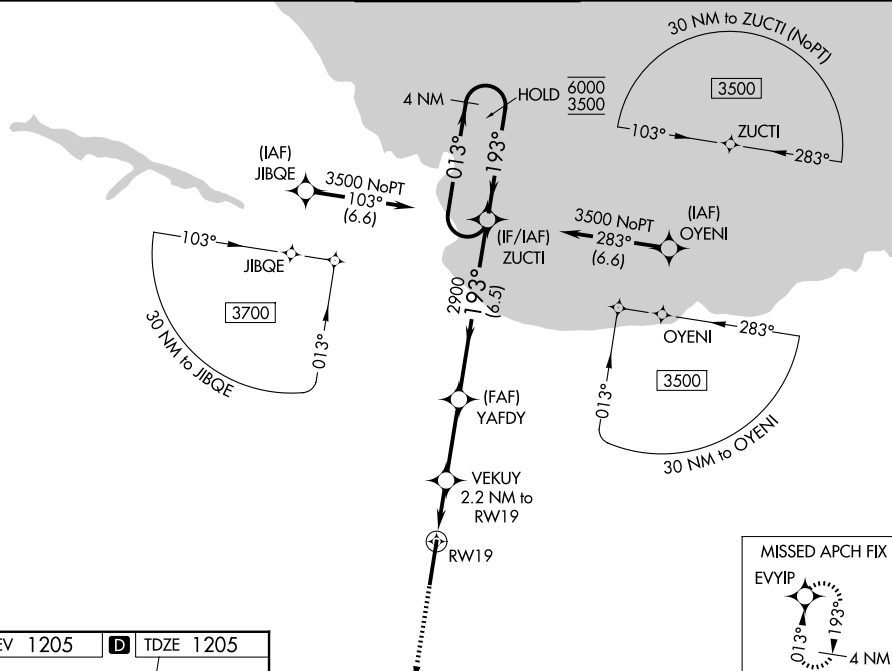 30 NM to ZUCTI (NoPT)
3500
103°
ZUCTI
283°
4 NM
HOLD
6000
3500
013°
193°
(IAF)
JIBQE
3500 NoPT
103°
(6.6)
(IF/IAF)
ZUCTI
3500 NoPT
283°
(6.6)
(IAF)
OYENI
103°
JIBQE
3700
013°
30 NM to JIBQE
2900
193°
(6.5)
OYENI
283°
3500
013°
30 NM to OYENI
(FAF)
YAFDY
VEKUY
2.2 NM to
RW19
RW19
MISSED APCH FIX
EVYIP
013°
193°
4 NM
EV 1205
D
TDZE 1205